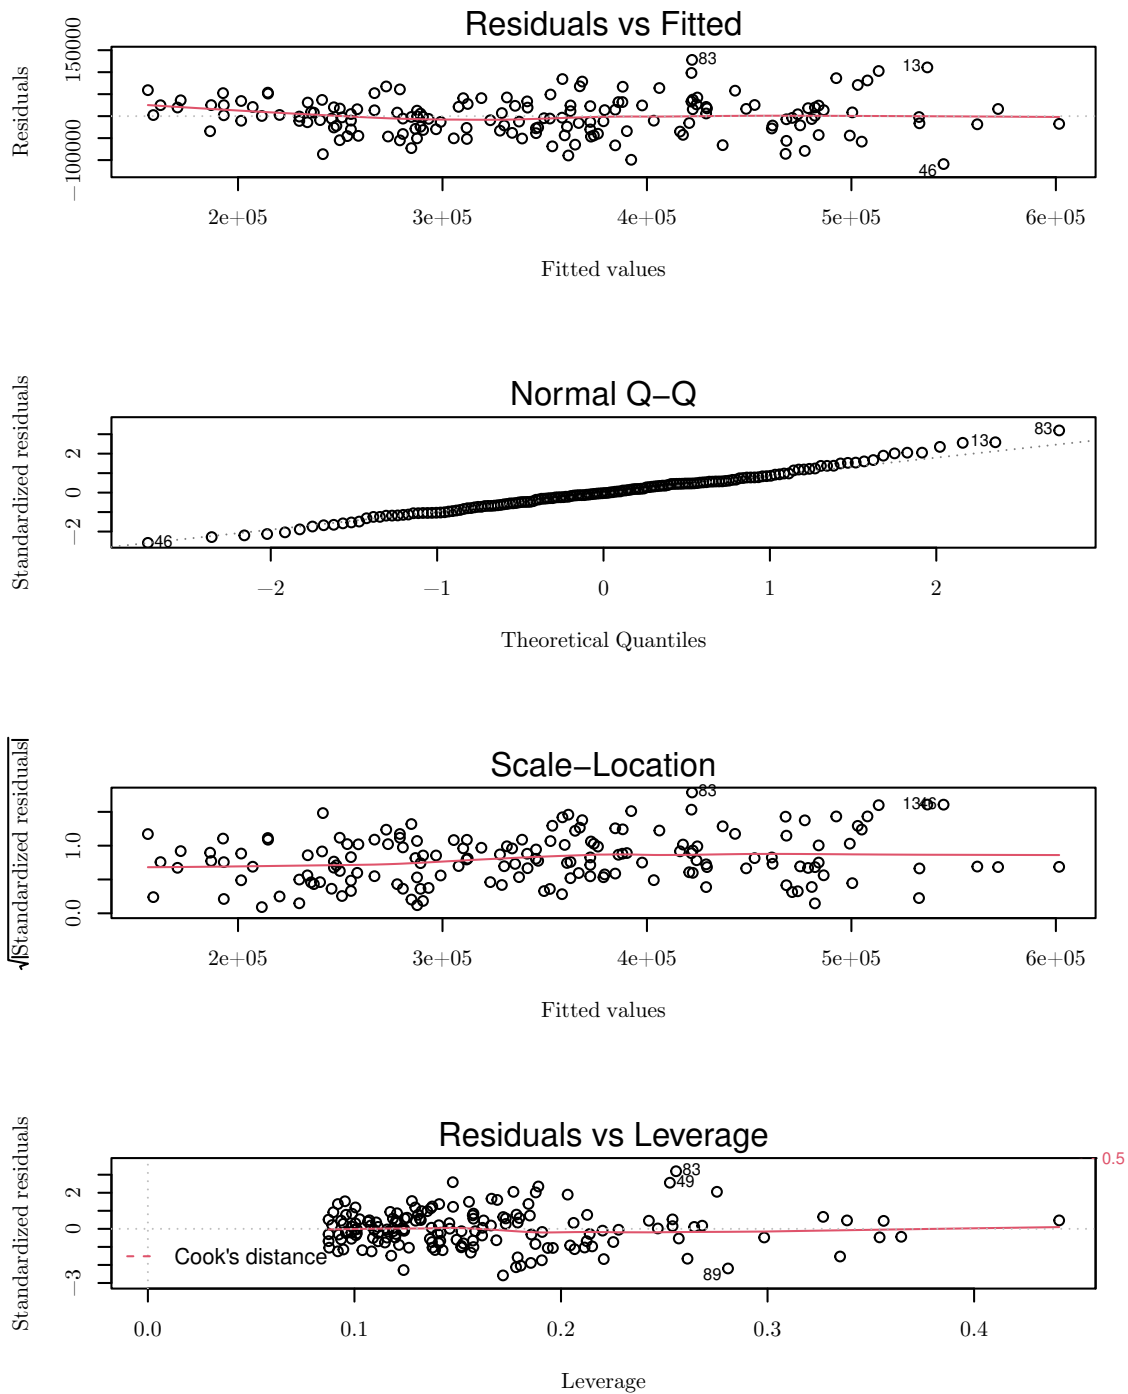 Residuals vs Fitted
Residuals
−100000 150000
83
13
46
2e+05 3e+05 4e+05 5e+05 6e+05
Fitted values
Normal Q−Q
Standardized residuals
−2 0 2
83
13
46
−2 −1 0 1 2
Theoretical Quantiles
Scale−Location
√|Standardized residuals|
0.0 1.0
83
13
46
2e+05 3e+05 4e+05 5e+05 6e+05
Fitted values
Residuals vs Leverage
Standardized residuals
−3 0 2
0.5
83
49
Cook's distance
89
0.0 0.1 0.2 0.3 0.4
Leverage